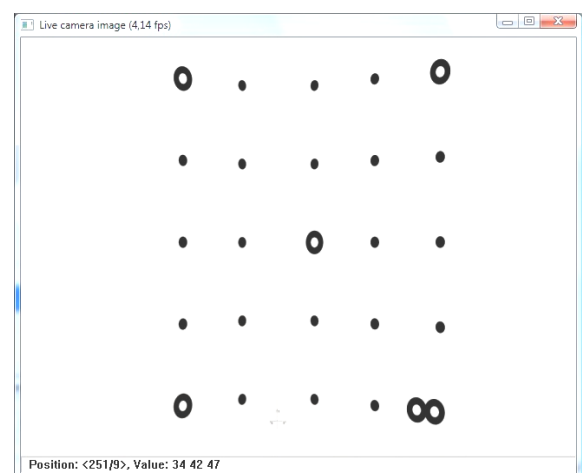 Live camera image (4,14 fps)
Position: <251/9>, Value: 34 42 47